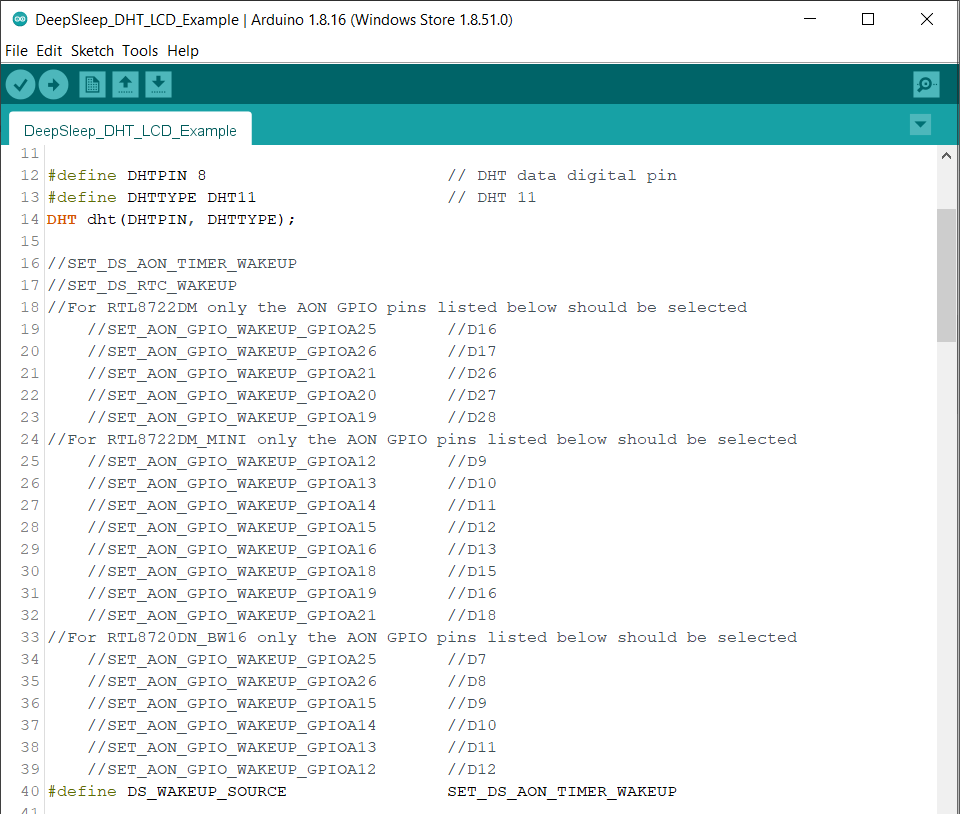 DeepSleep_DHT_LCD_Example | Arduino 1.8.16 (Windows Store 1.8.51.0)
File Edit Sketch Tools Help
DeepSleep_DHT_LCD_Example
11
12 #define DHTPIN 8 // DHT data digital pin
13 #define DHTTYPE DHT11 // DHT 11
14 DHT dht(DHTPIN, DHTTYPE);
15
16 //SET_DS_AON_TIMER_WAKEUP
17 //SET_DS_RTC_WAKEUP
18 //For RTL8722DM only the AON GPIO pins listed below should be selected
19 //SET_AON_GPIO_WAKEUP_GPIOA25 //D16
20 //SET_AON_GPIO_WAKEUP_GPIOA26 //D17
21 //SET_AON_GPIO_WAKEUP_GPIOA21 //D26
22 //SET_AON_GPIO_WAKEUP_GPIOA20 //D27
23 //SET_AON_GPIO_WAKEUP_GPIOA19 //D28
24 //For RTL8722DM_MINI only the AON GPIO pins listed below should be selected
25 //SET_AON_GPIO_WAKEUP_GPIOA12 //D9
26 //SET_AON_GPIO_WAKEUP_GPIOA13 //D10
27 //SET_AON_GPIO_WAKEUP_GPIOA14 //D11
28 //SET_AON_GPIO_WAKEUP_GPIOA15 //D12
29 //SET_AON_GPIO_WAKEUP_GPIOA16 //D13
30 //SET_AON_GPIO_WAKEUP_GPIOA18 //D15
31 //SET_AON_GPIO_WAKEUP_GPIOA19 //D16
32 //SET_AON_GPIO_WAKEUP_GPIOA21 //D18
33 //For RTL8720DN_BW16 only the AON GPIO pins listed below should be selected
34 //SET_AON_GPIO_WAKEUP_GPIOA25 //D7
35 //SET_AON_GPIO_WAKEUP_GPIOA26 //D8
36 //SET_AON_GPIO_WAKEUP_GPIOA15 //D9
37 //SET_AON_GPIO_WAKEUP_GPIOA14 //D10
38 //SET_AON_GPIO_WAKEUP_GPIOA13 //D11
39 //SET_AON_GPIO_WAKEUP_GPIOA12 //D12
40 #define DS_WAKEUP_SOURCE SET_DS_AON_TIMER_WAKEUP
41